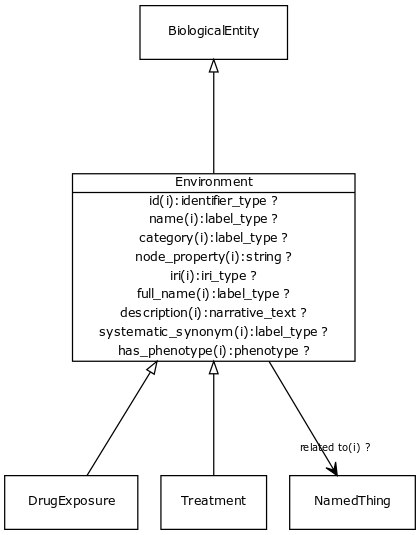 BiologicalEntity
Environment
id(i):identifier_type ?
name(i):label_type ?
category(i):label_type ?
node_property(i):string ?
iri(i):iri_type ?
full_name(i):label_type ?
description(i):narrative_text ?
systematic_synonym(i):label_type ?
has_phenotype(i):phenotype ?
related to(i) ?
DrugExposure
Treatment
NamedThing